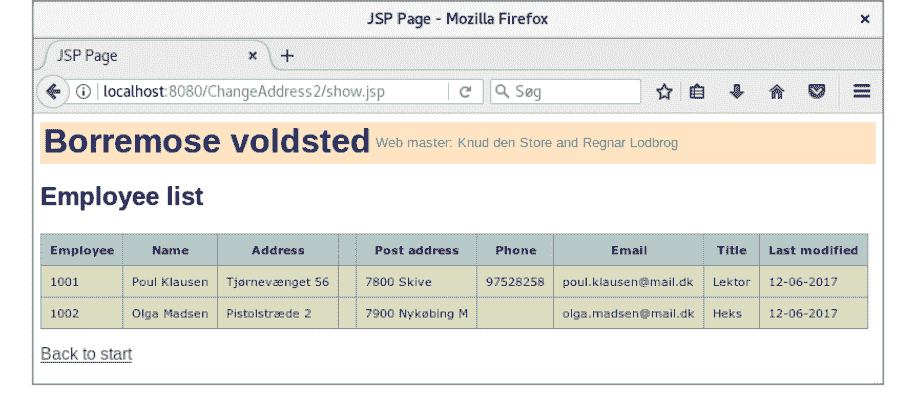 JSP Page - Mozilla Firefox ×
JSP Page × +
localhost:8080/ChangeAddress2/show.jsp Søg
Borremose voldsted Web master: Knud den Store and Regnar Lodbrog
Employee list
Employee Name Address Post address Phone Email Title Last modified
1001 Poul Klausen Tjørnevænget 56 7800 Skive 97528258 poul.klausen@mail.dk Lektor 12-06-2017
1002 Olga Madsen Pistolstræde 2 7900 Nykøbing M olga.madsen@mail.dk Heks 12-06-2017
Back to start